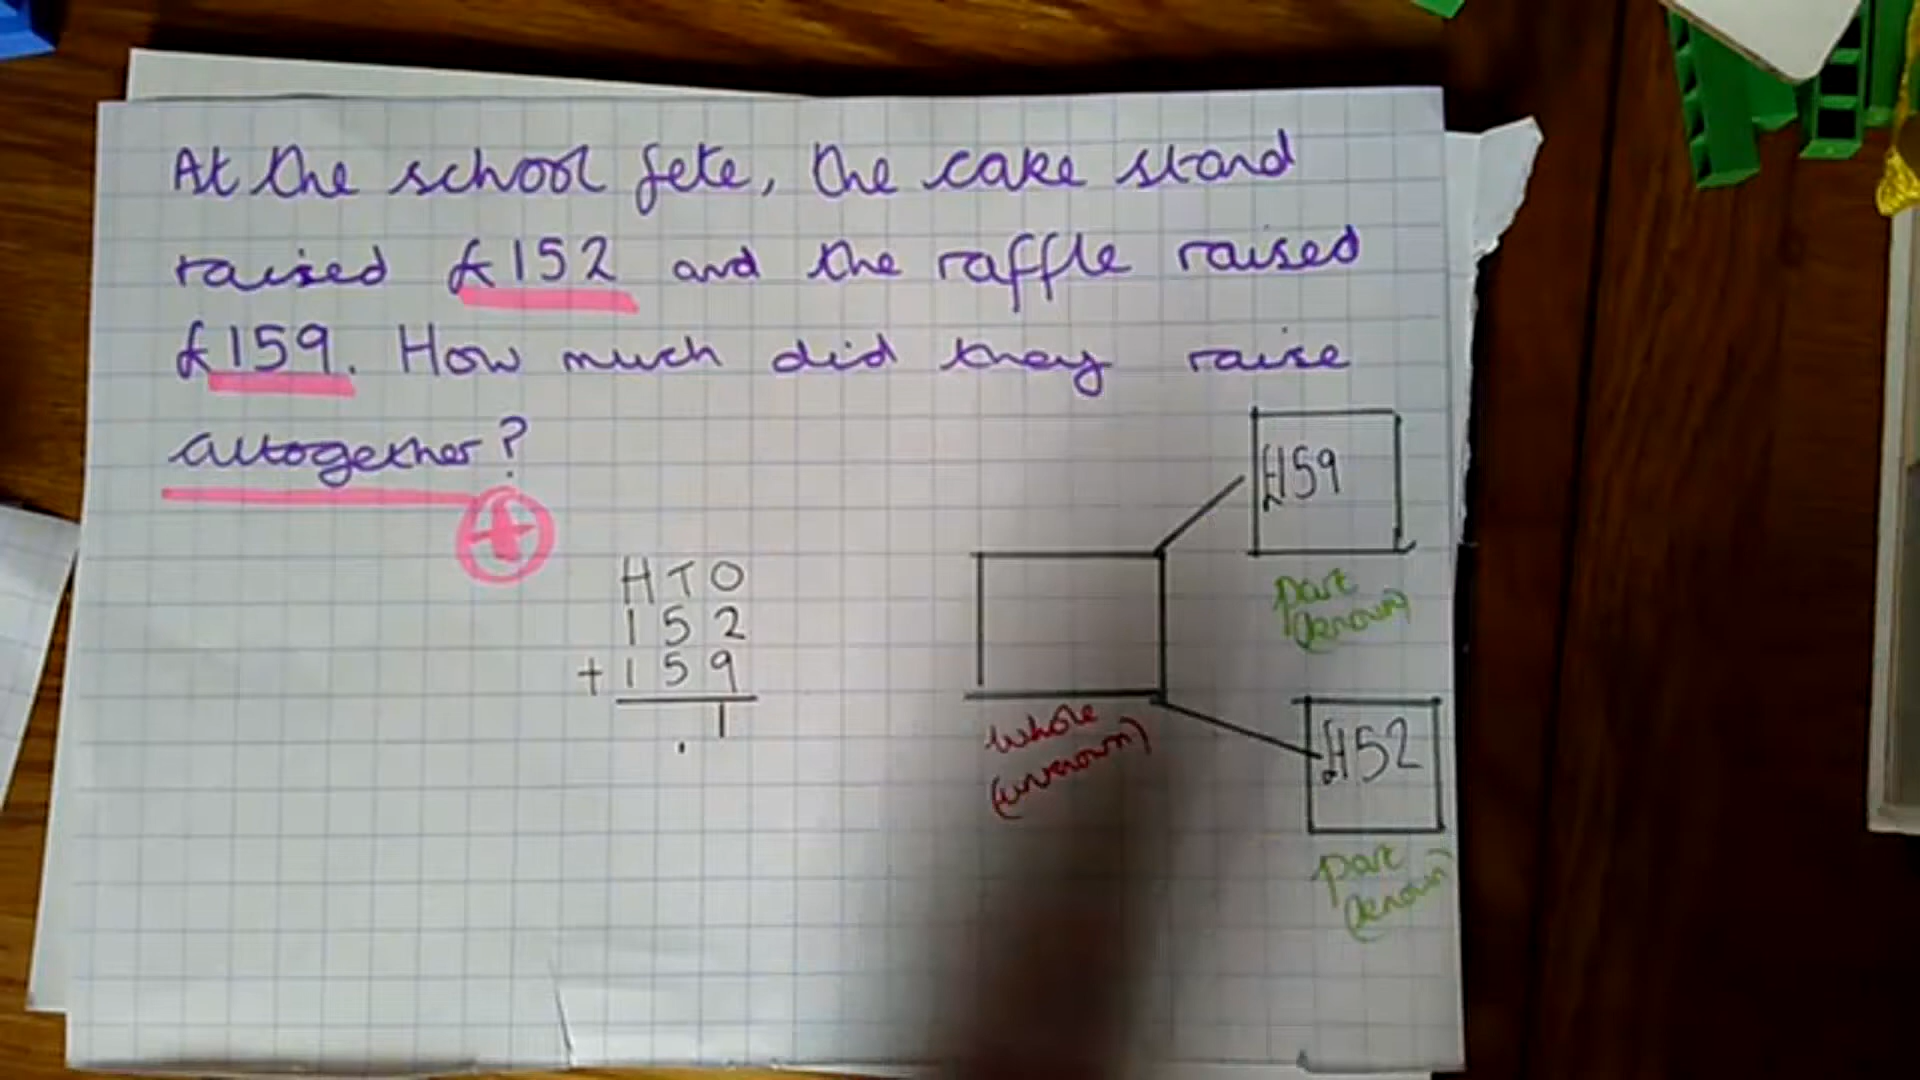 At the school fete, the cake stand
raised £152 and the raffle raised
£159. How much did they raise
altogether?
+
H T O
1 5 2
+ 1 5 9
1
£159
part
(known)
whole
(unknown)
£152
part
(known)